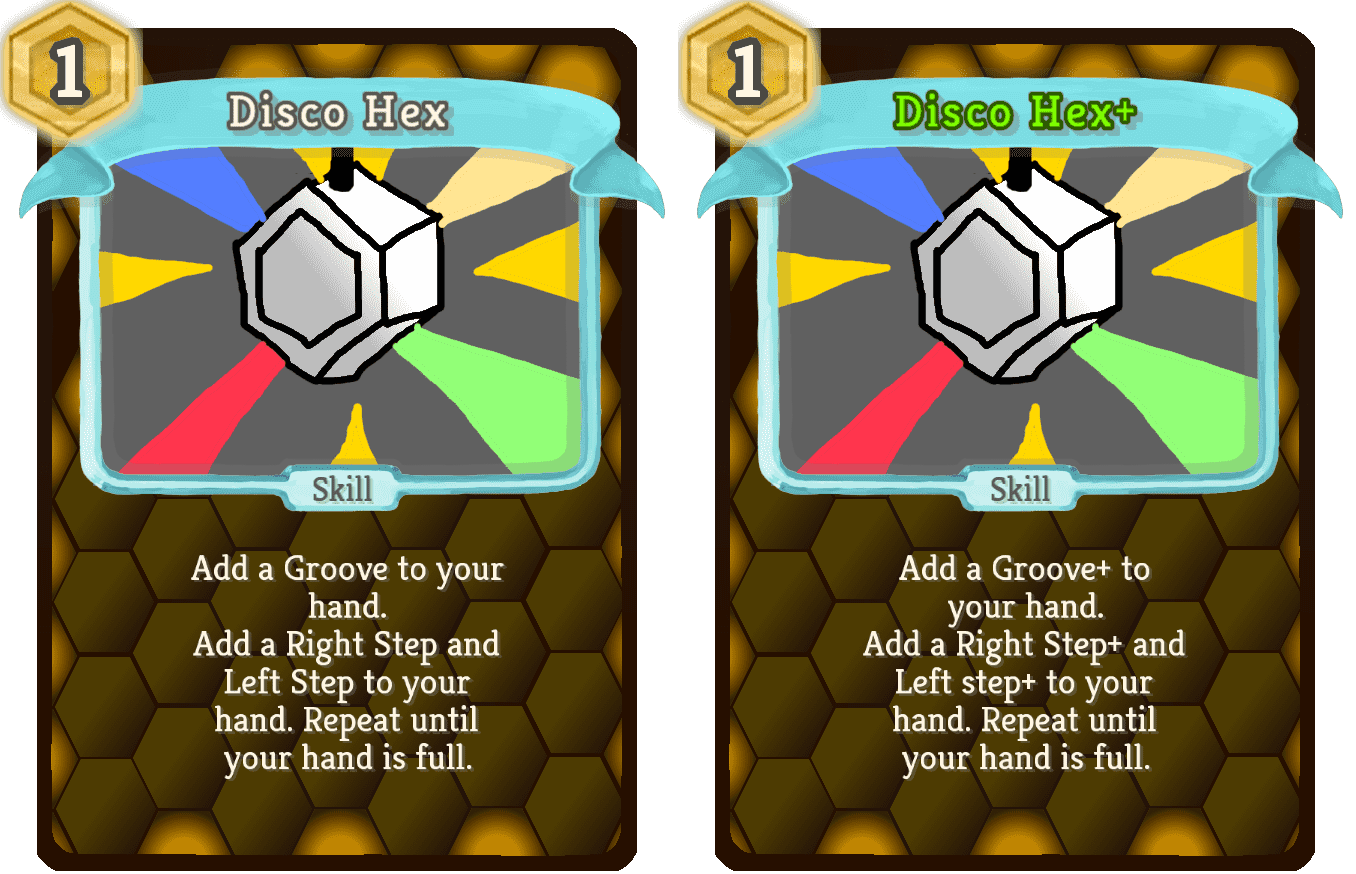 1
Disco Hex
Skill
Add a Groove to your
hand.
Add a Right Step and
Left Step to your
hand. Repeat until
your hand is full.
1
Disco Hex+
Skill
Add a Groove+ to
your hand.
Add a Right Step+ and
Left step+ to your
hand. Repeat until
your hand is full.